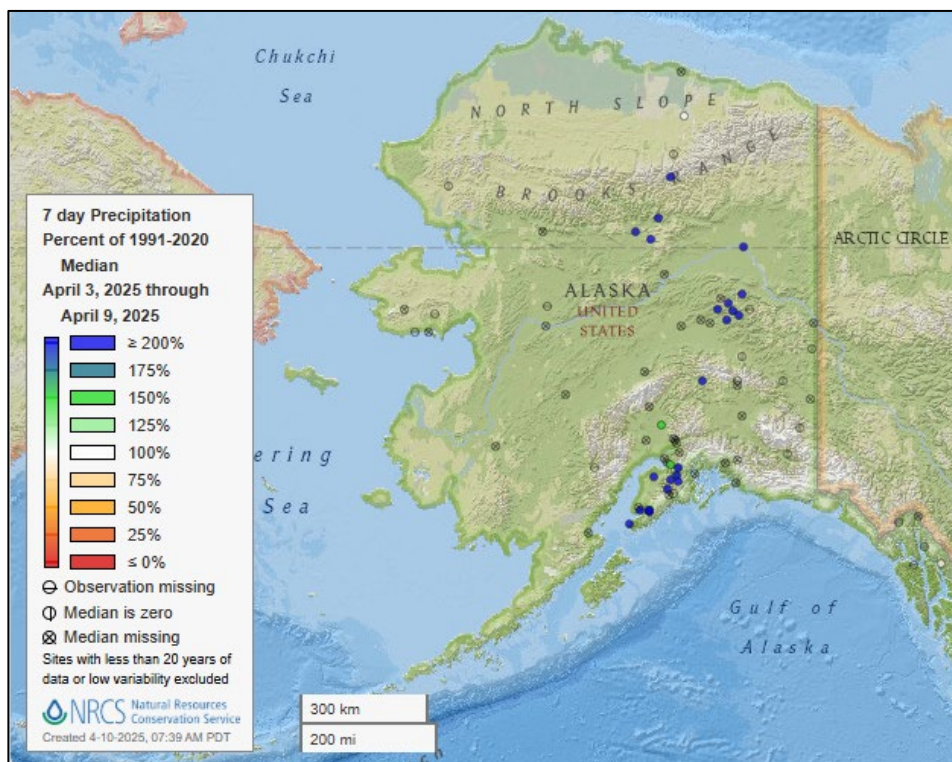 Chukchi
Sea
NORTH SLOPE
BROOKS RANGE
ARCTIC CIRCLE
ALASKA
UNITED
STATES
ering
Sea
Gulf of
Alaska
7 day Precipitation
Percent of 1991-2020
Median
April 3, 2025 through
April 9, 2025
≥ 200%
175%
150%
125%
100%
75%
50%
25%
≤ 0%
Observation missing
Median is zero
Median missing
Sites with less than 20 years of
data or low variability excluded
NRCS Natural Resources
Conservation Service
Created 4-10-2025, 07:39 AM PDT
300 km
200 mi